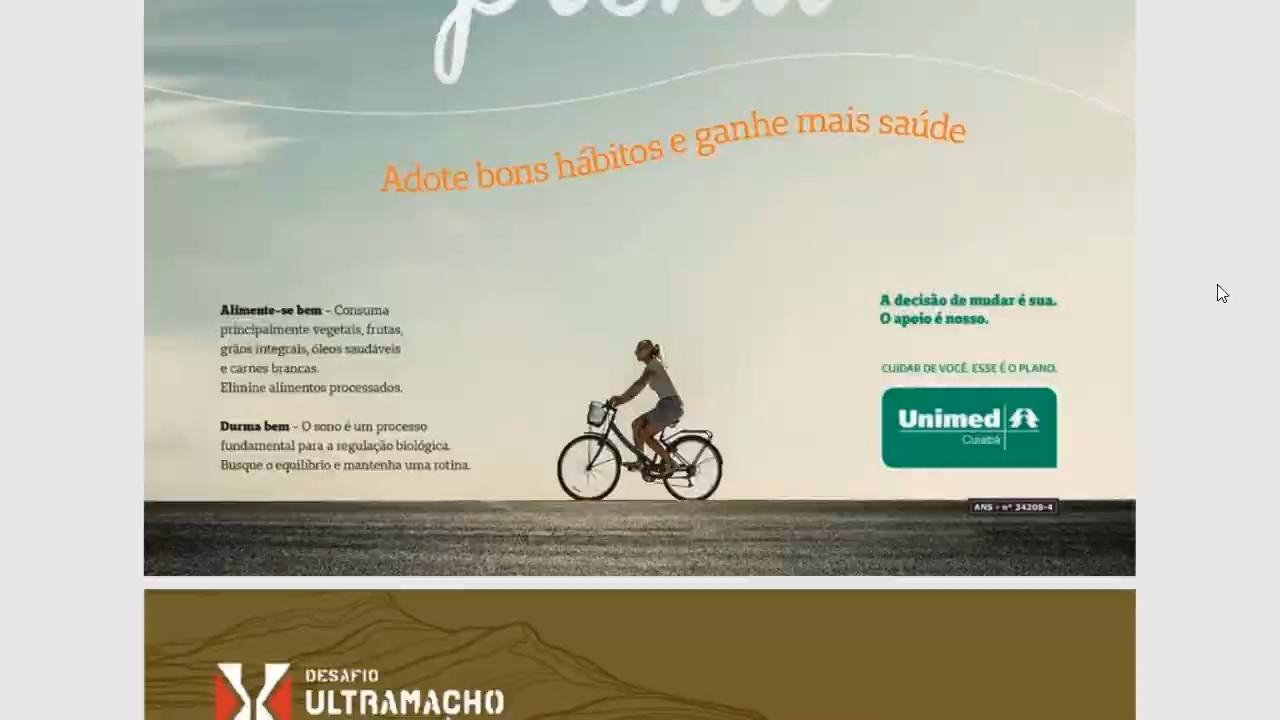 Adote bons hábitos e ganhe mais saúde
Alimente-se bem - Consuma
principalmente vegetais, frutas,
grãos integrais, óleos saudáveis
e carnes brancas.
Elimine alimentos processados.
Durma bem - O sono é um processo
fundamental para a regulação biológica.
Busque o equilíbrio e mantenha uma rotina.
A decisão de mudar é sua.
O apoio é nosso.
CUIDAR DE VOCÊ. ESSE É O PLANO.
Unimed
Cuiabá
ANS - nº 34208-4
DESAFIO
ULTRAMACHO